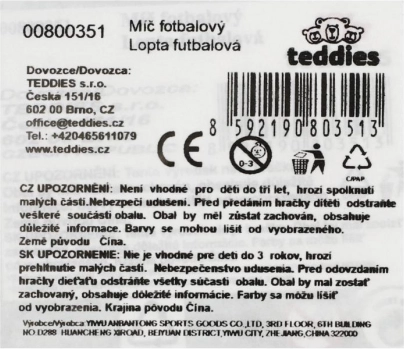 00800351
Míč fotbalový
Lopta futbalová
teddies
Dovozce/Dovozca:
TEDDIES s.r.o.
Česká 151/16
602 00 Brno, CZ
office@teddies.cz
Tel.: +420465611079
www.teddies.cz
8 592190 803513
CE
0-3
C/PAP
CZ UPOZORNĚNÍ: Není vhodné pro děti do tří let, hrozí spolknutí
malých částí.Nebezpečí udušení. Před předáním hračky dítěti odstraňte
veškeré součásti obalu. Obal by měl zůstat zachován, obsahuje
důležité informace. Barvy se mohou lišit od vyobrazeného.
Země původu Čína.
SK UPOZORNENIE: Nie je vhodné pre deti do 3 rokov, hrozí
prehltnutie malých častí. Nebezpečenstvo udusenia. Pred odovzdaním
hračky dieťaťu odstráňte všetky súčasti obalu. Obal by mal zostať
zachovaný, obsahuje dôležité informácie. Farby sa môžu líšiť
od vyobrazenia. Krajina pôvodu Čína.
Výrobce/Výrobca:YIWU ANBANTONG SPORTS GOODS CO.,LTD, 3RD FLOOR, 6TH BUILDING
NO D288 HUANCHENG XIROAD, BEIYUAN DISTRICT,YIWU CITY, ZHEJIANG,CHINA 322000